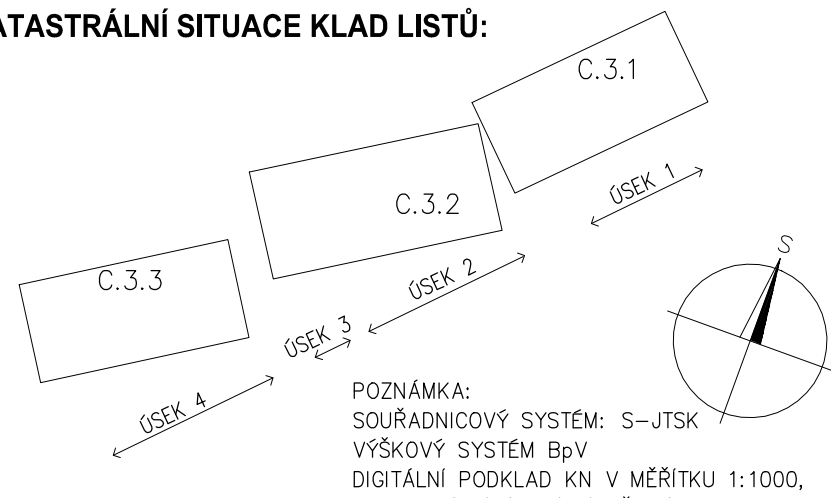 KATASTRÁLNÍ SITUACE KLAD LISTŮ:
C.3.1
ÚSEK 1
C.3.2
ÚSEK 2
S
C.3.3
ÚSEK 3
ÚSEK 4
POZNÁMKA:
SOUŘADNICOVÝ SYSTÉM: S-JTSK
VÝŠKOVÝ SYSTÉM BpV
DIGITÁLNÍ PODKLAD KN V MĚŘÍTKU 1:1000,